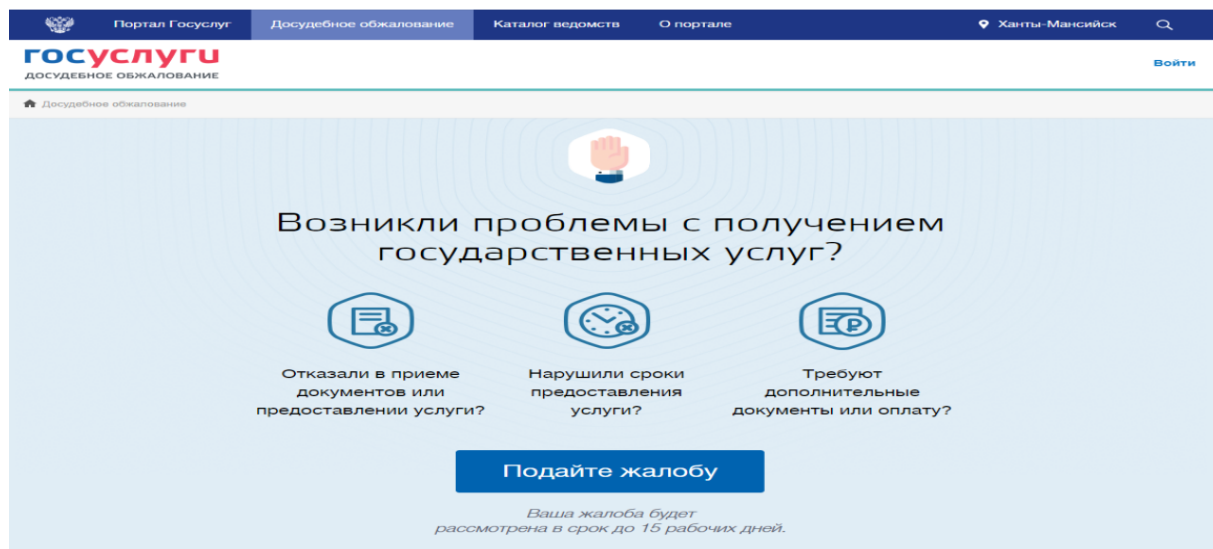 Портал Госуслуг Досудебное обжалование Каталог ведомств О портале Ханты-Мансийск
госуслуги
ДОСУДЕБНОЕ ОБЖАЛОВАНИЕ
Войти
Досудебное обжалование
Возникли проблемы с получением
государственных услуг?
Отказали в приеме
документов или
предоставлении услуги?
Нарушили сроки
предоставления
услуги?
Требуют
дополнительные
документы или оплату?
Подайте жалобу
Ваша жалоба будет
рассмотрена в срок до 15 рабочих дней.